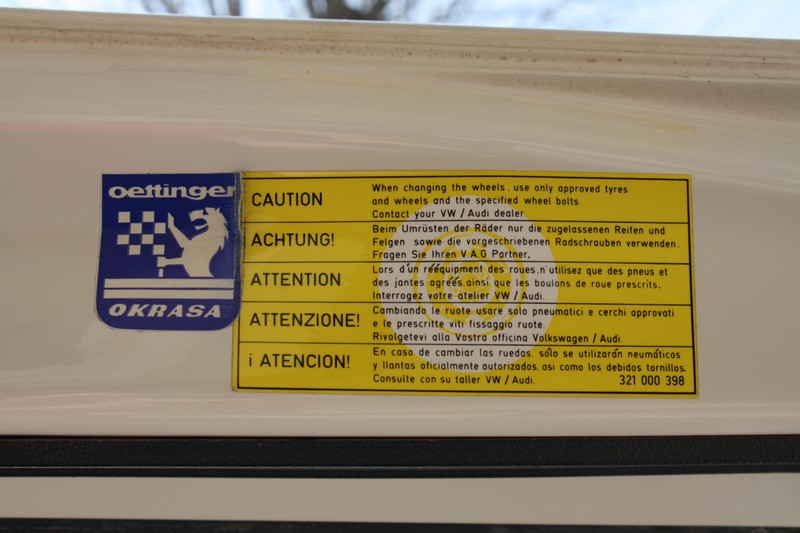 oettinger
OKRASA
CAUTION
When changing the wheels. use only approved tyres
and wheels and the specified wheel bolts.
Contact your VW / Audi dealer.
ACHTUNG!
Beim Umrüsten der Räder nur die zugelassenen Reifen und
Felgen sowie die vorgeschriebenen Radschrauben verwenden.
Fragen Sie Ihren V.A.G Partner.
ATTENTION
Lors d'un rééquipment des roues. n'utilisez que des pneus et
des jantes agréés. ainsi que les boulons de roue prescrits.
Interrogez votre atelier VW / Audi.
ATTENZIONE!
Cambiando le ruote usare solo pneumatici e cerchi approvati
e le prescritte viti fissaggio ruote.
Rivolgetevi alla Vostra officina Volkswagen / Audi.
¡ ATENCION!
En caso de cambiar las ruedas. sólo se utilizarán neumáticos
y llantas oficialmente autorizados. asi como los debidos tornillos.
Consulte con su taller VW / Audi.
321 000 398